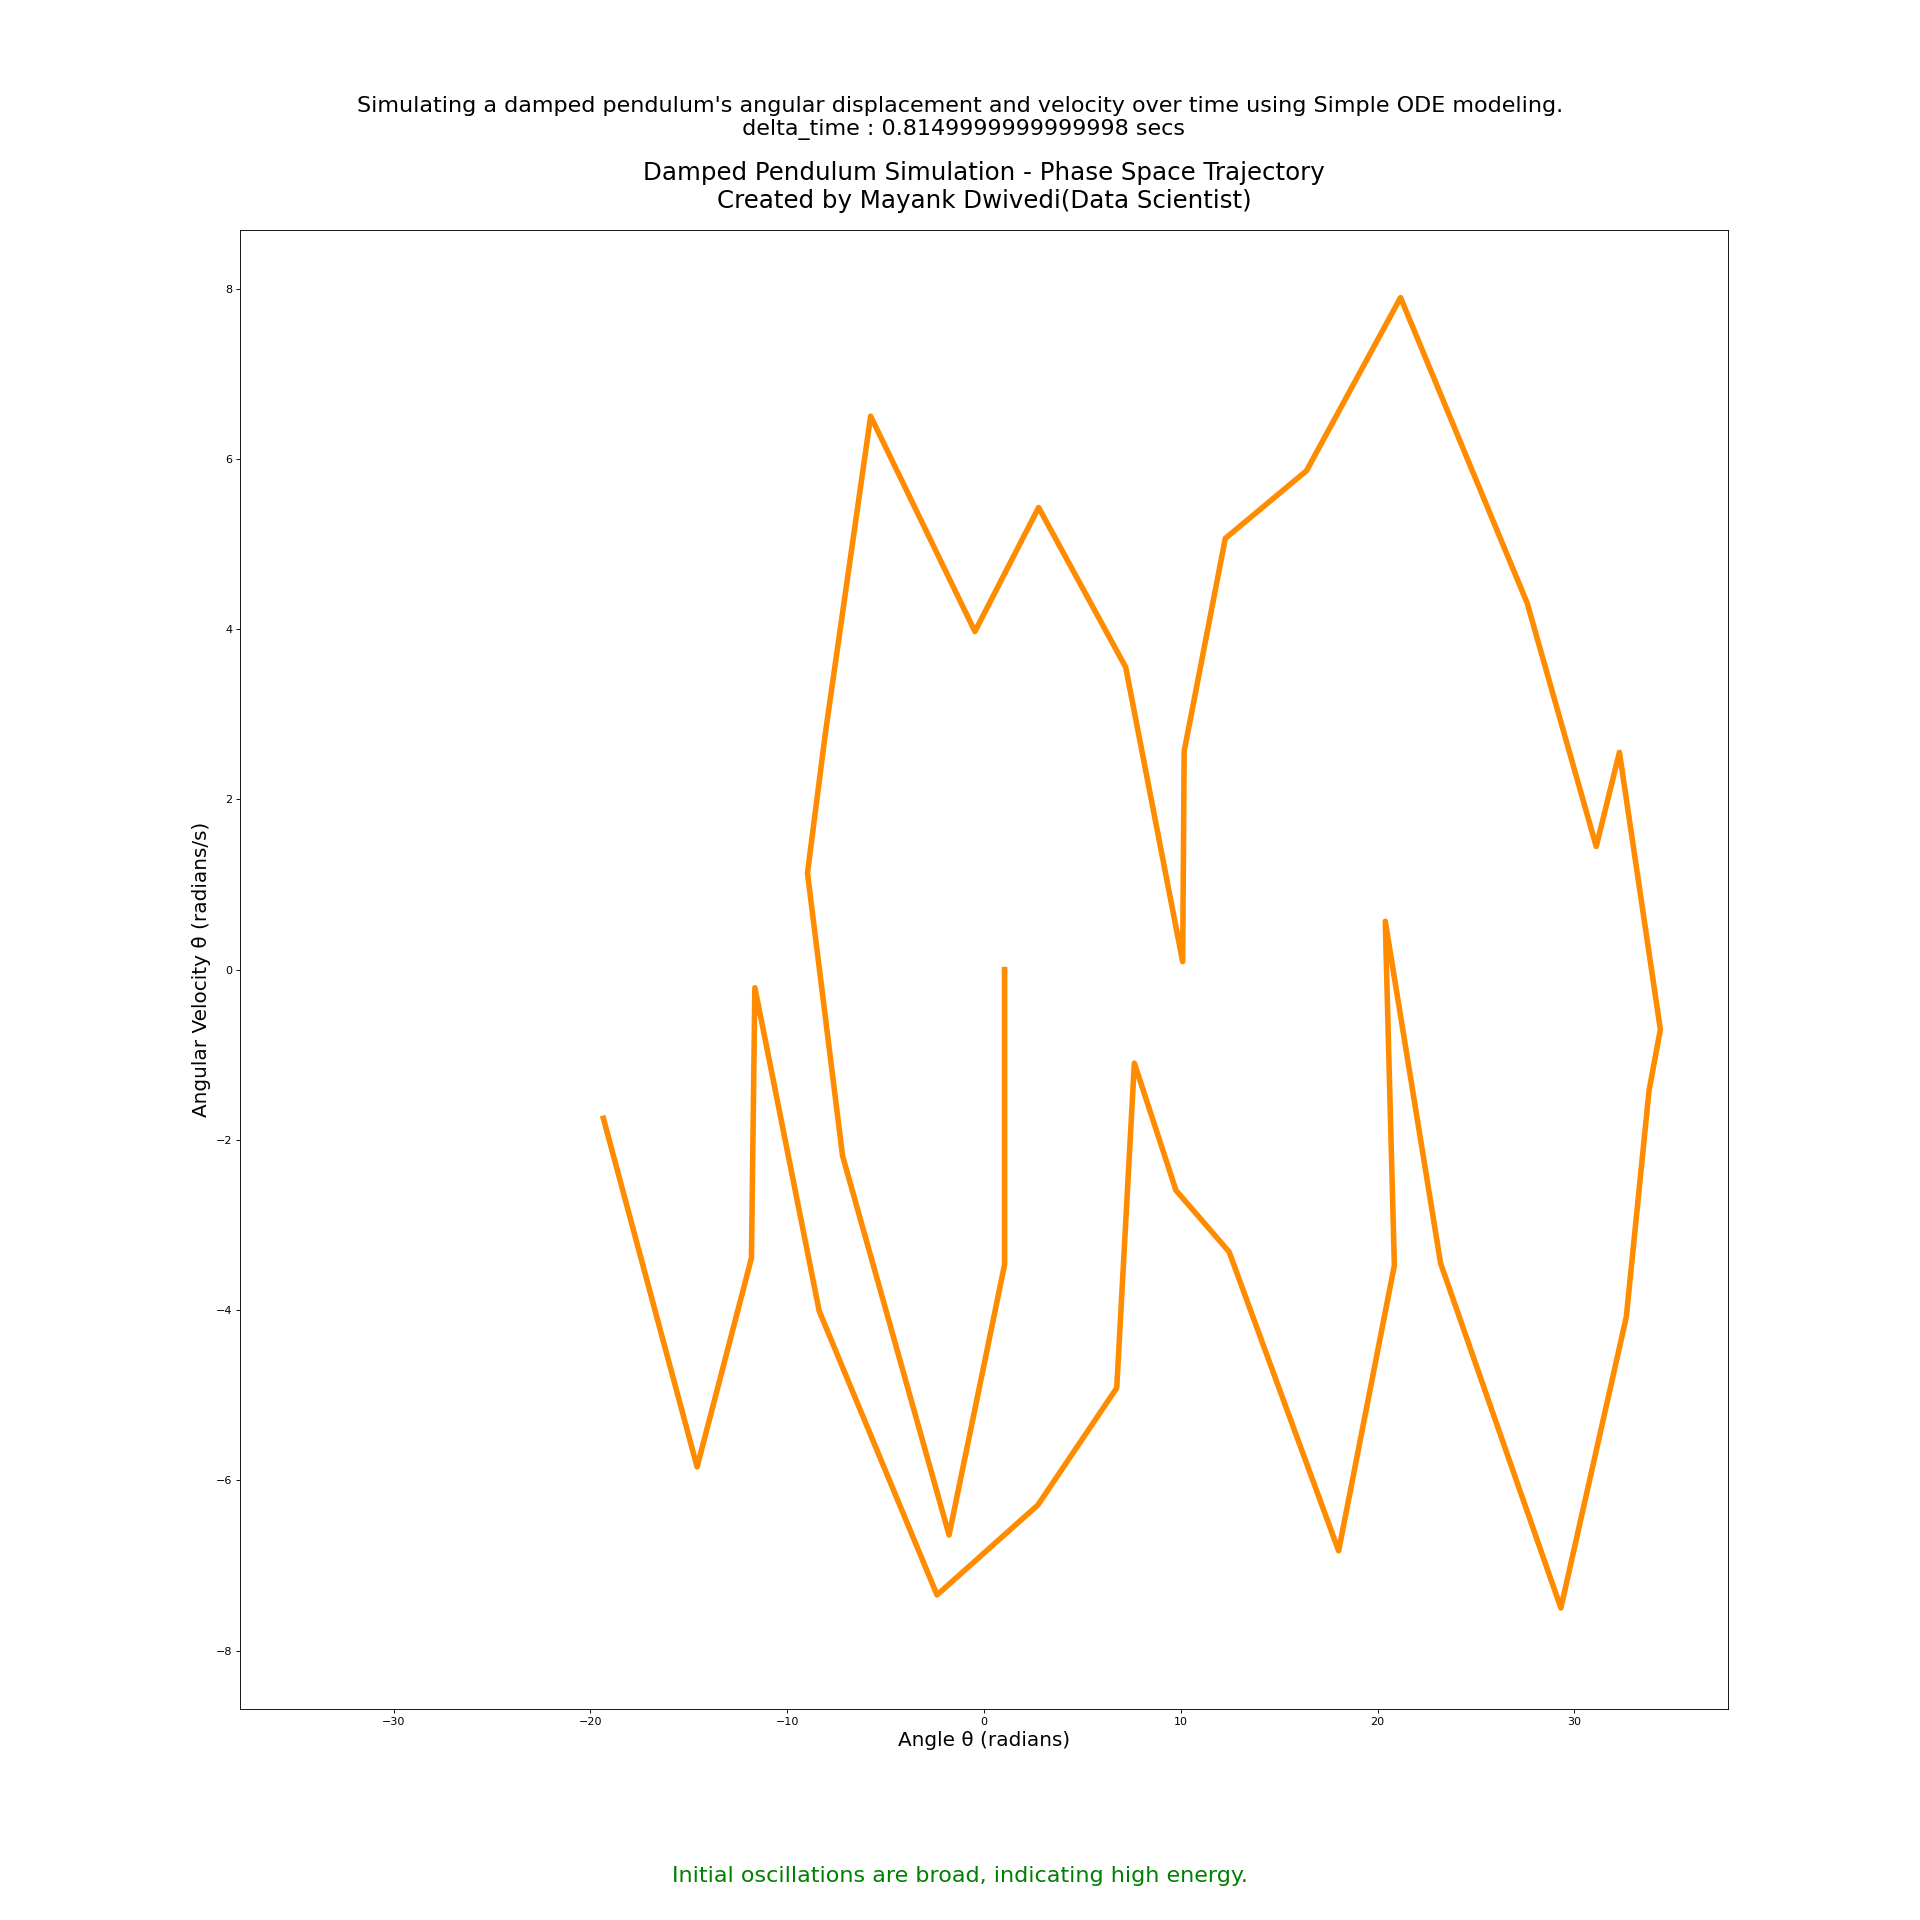 Simulating a damped pendulum's angular displacement and velocity over time using Simple ODE modeling.
delta_time : 0.8149999999999998 secs
Damped Pendulum Simulation - Phase Space Trajectory
Created by Mayank Dwivedi(Data Scientist)
8
6
4
2
0
−2
−4
−6
−8
Angular Velocity θ (radians/s)
−30
−20
−10
0
10
20
30
Angle θ (radians)
Initial oscillations are broad, indicating high energy.